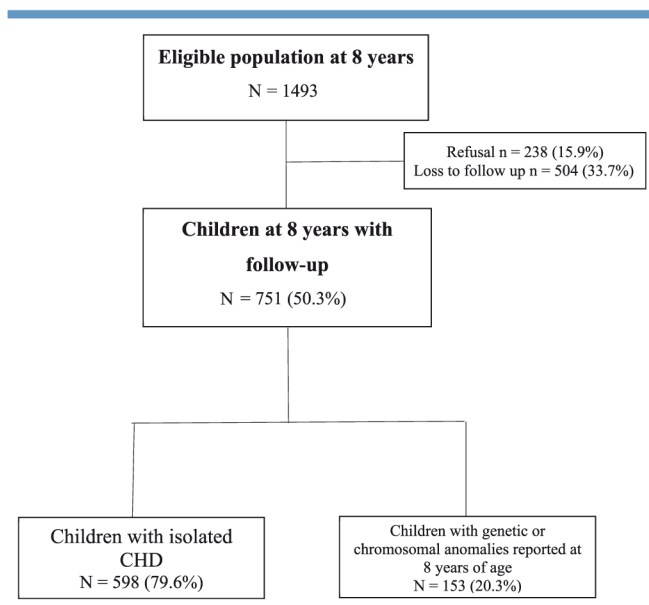 Eligible population at 8 years
N = 1493
Refusal n = 238 (15.9%)
Loss to follow up n = 504 (33.7%)
Children at 8 years with
follow-up
N = 751 (50.3%)
Children with isolated
CHD
N = 598 (79.6%)
Children with genetic or
chromosomal anomalies reported at
8 years of age
N = 153 (20.3%)